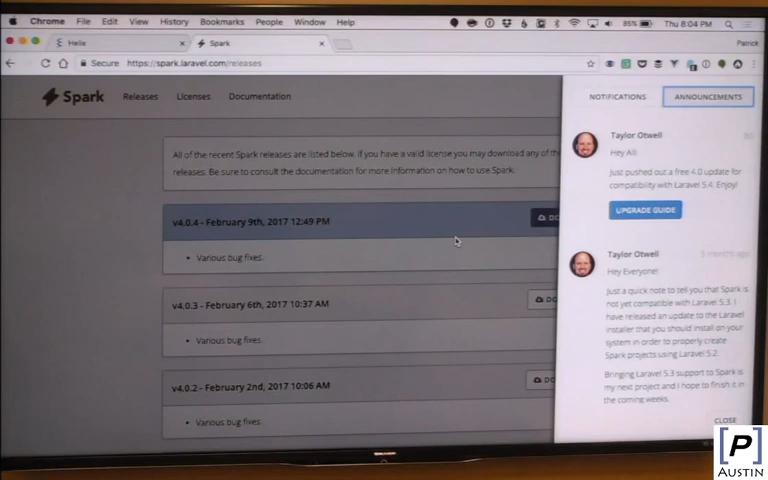 Chrome File Edit View History Bookmarks People Window Help 85% Thu 8:04 PM
Spark Patrick
Secure https://spark.laravel.com/releases
Spark Releases Licenses Documentation
NOTIFICATIONS ANNOUNCEMENTS
All of the recent Spark releases are listed below. If you have a valid license you may download any of th
releases. Be sure to consult the documentation for more information on how to use Spark.
v4.0.4 - February 9th, 2017 12:49 PM DO
Various bug fixes.
v4.0.3 - February 6th, 2017 10:37 AM DO
Various bug fixes.
v4.0.2 - February 2nd, 2017 10:06 AM DO
Various bug fixes.
Taylor Otwell
Hey All!
Just pushed out a free 4.0 update for
compatibility with Laravel 5.4. Enjoy!
UPGRADE GUIDE
Taylor Otwell 5 months ago
Hey Everyone!
Just a quick note to tell you that Spark is
not yet compatible with Laravel 5.3. I
have released an update to the Laravel
installer that you should install on your
system in order to properly create
Spark projects using Laravel 5.2.
Bringing Laravel 5.3 support to Spark is
my next project and I hope to finish it in
the coming weeks.
CLOSE
[P]
AUSTIN